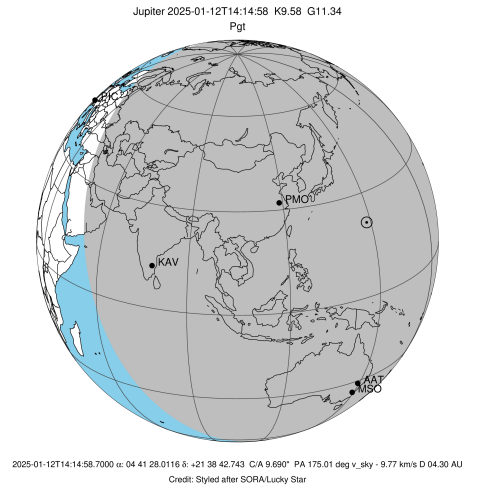 Jupiter 2025-01-12T14:14:58 K9.58 G11.34
Pgt
PIC
PMO
KAV
AAT
MSO
2025-01-12T14:14:58.7000 α: 04 41 28.0116 δ: +21 38 42.743 C/A 9.690" PA 175.01 deg v_sky - 9.77 km/s D 04.30 AU
Credit: Styled after SORA/Lucky Star